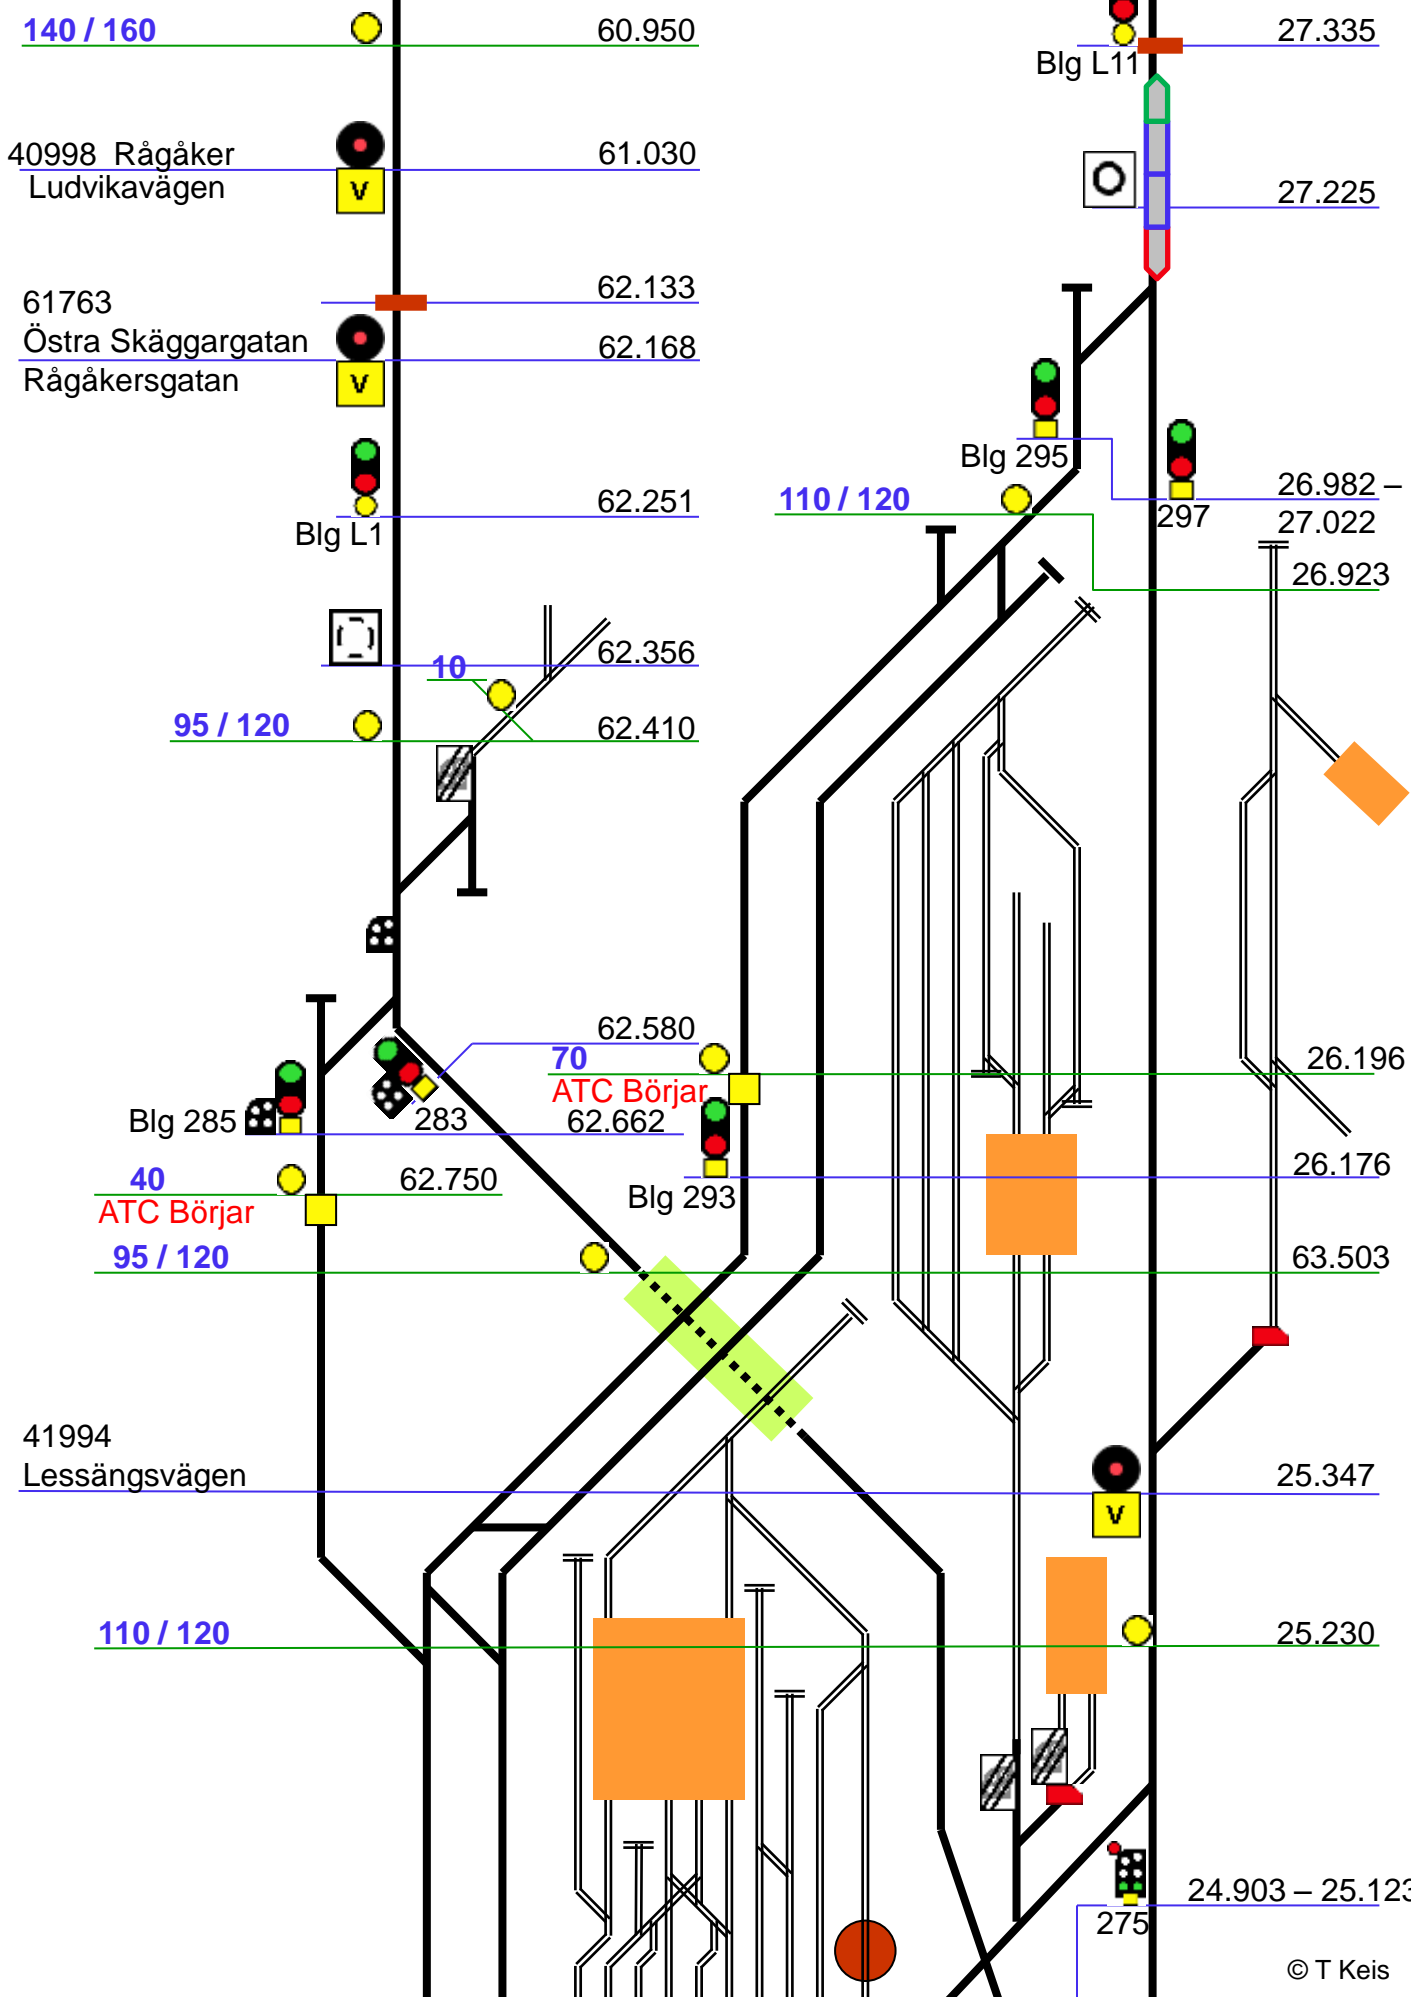 140 / 160
60.950
27.335
Blg L11
40998 Rågåker
61.030
Ludvikavägen
V
27.225
62.133
61763
Östra Skäggargatan
62.168
Rågåkersgatan
V
Blg 295
26.982 –
110 / 120
62.251
297
27.022
Blg L1
26.923
62.356
10
95 / 120
62.410
62.580
70
26.196
ATC Börjar
Blg 285
283
62.662
26.176
40
62.750
Blg 293
ATC Börjar
95 / 120
63.503
41994
Lessängsvägen
25.347
V
110 / 120
25.230
24.903 – 25.123
275
© T Keis